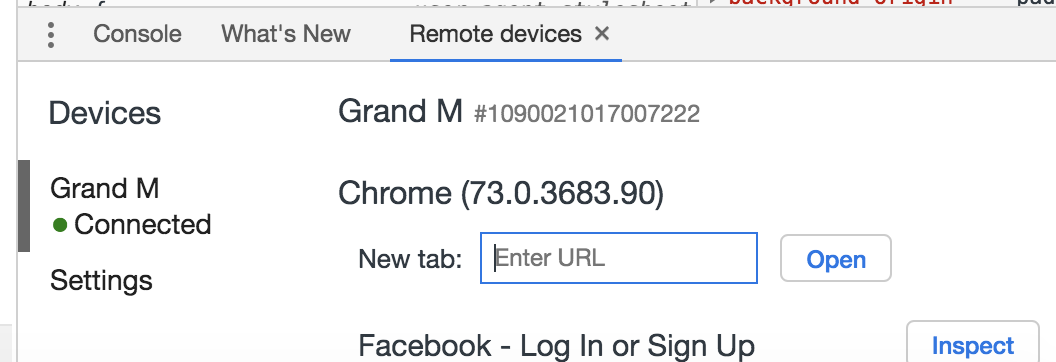 Console What's New Remote devices ×
Devices
Grand M #1090021017007222
Grand M
Connected
Settings
Chrome (73.0.3683.90)
New tab: Enter URL Open
Facebook - Log In or Sign Up Inspect